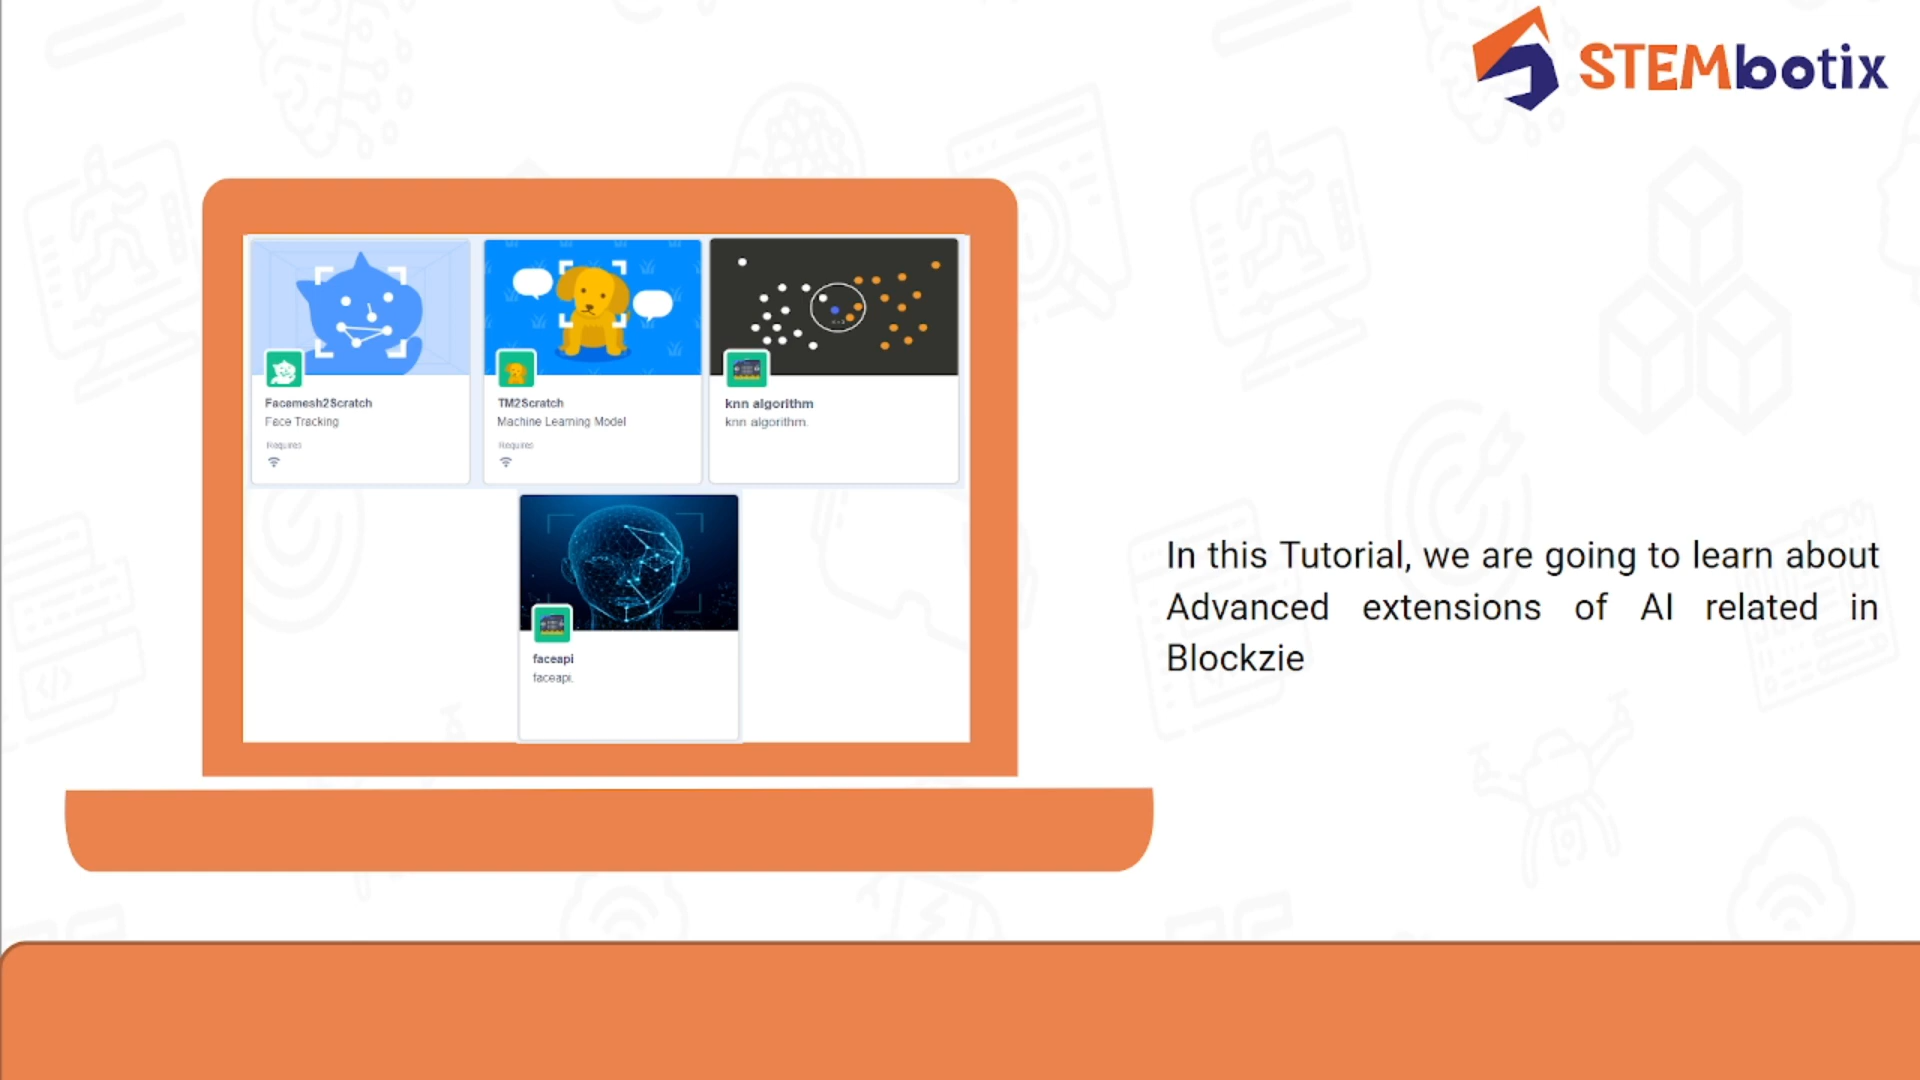 STEMbotix
Facemesh2Scratch
Face Tracking
Requires
TM2Scratch
Machine Learning Model
Requires
knn algorithm
knn algorithm.
faceapi
faceapi.
In this Tutorial, we are going to learn about
Advanced extensions of AI related in
Blockzie